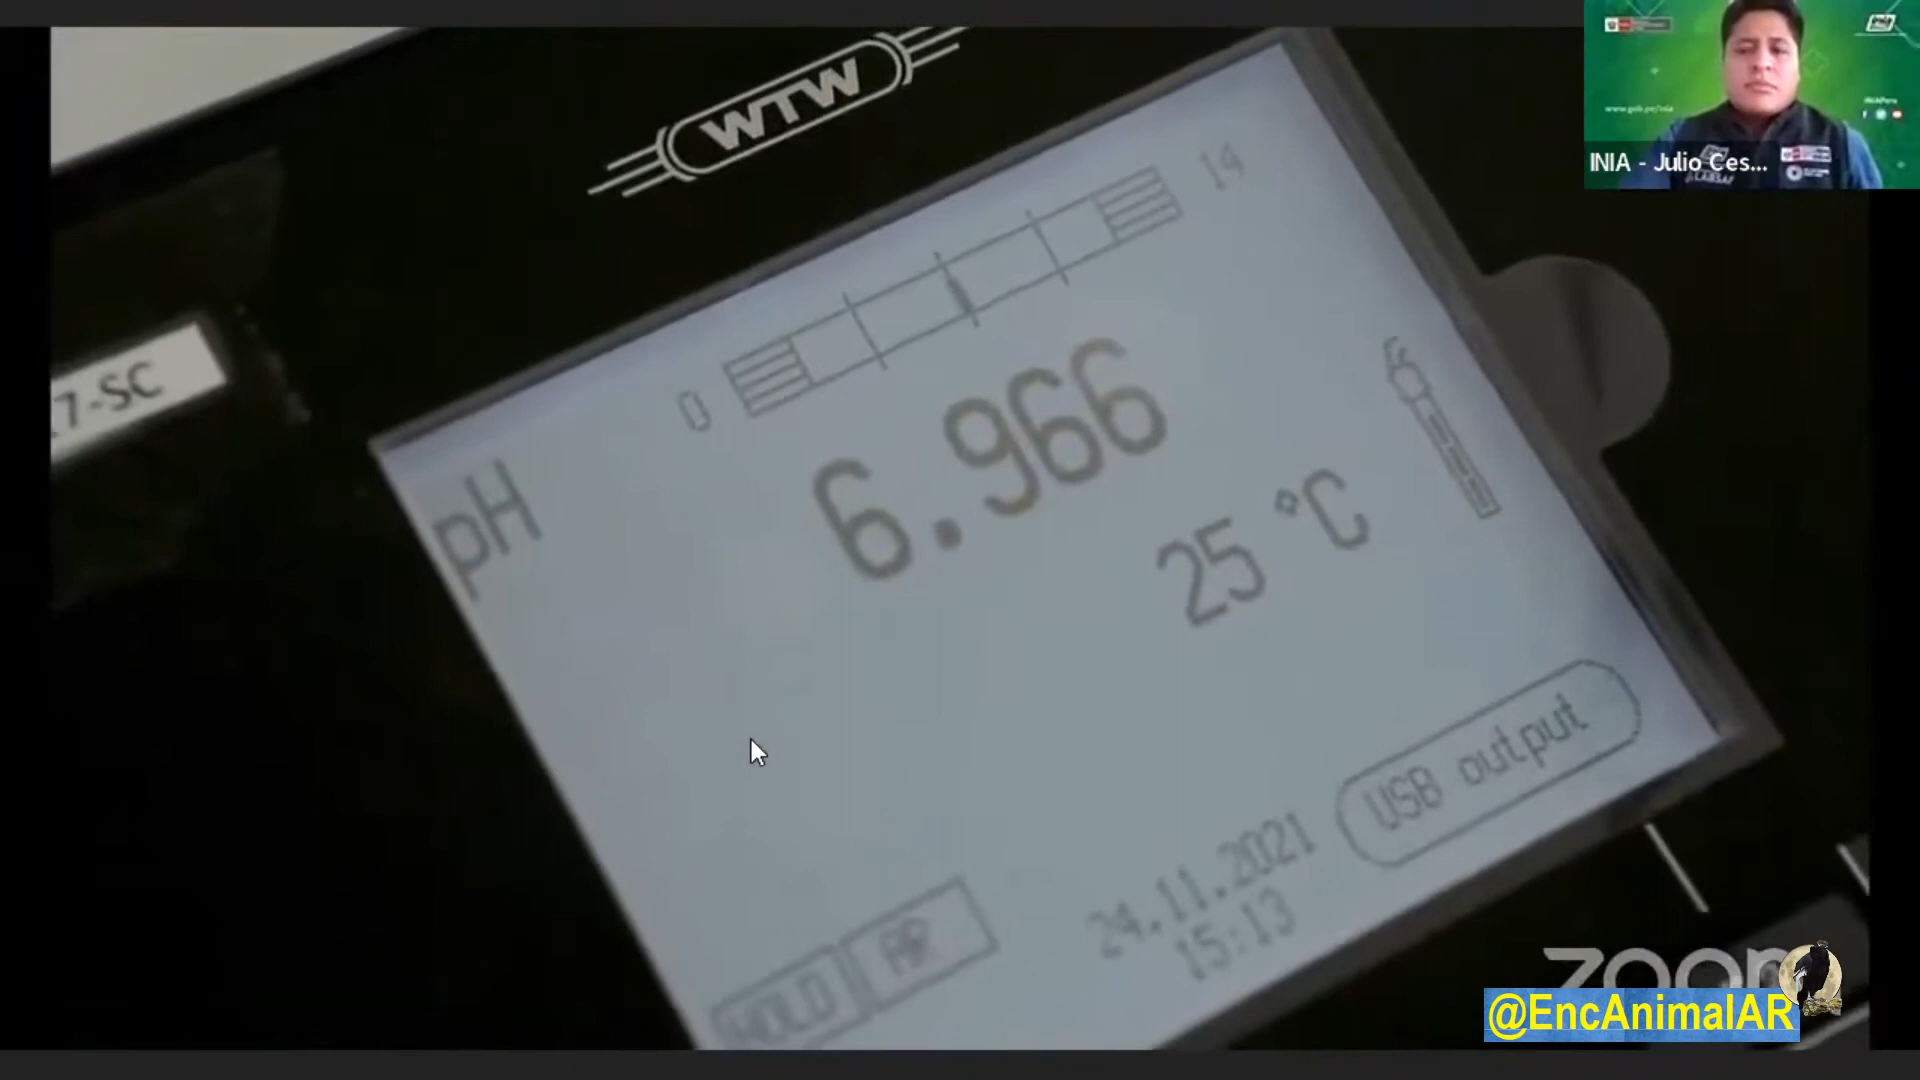 WTW
0
14
17-SC
pH
6.966
25 °C
USB output
24.11.2021
15:13
HOLD
AR
INIA - Julio Ces...
zoom
@EncAnimalAR